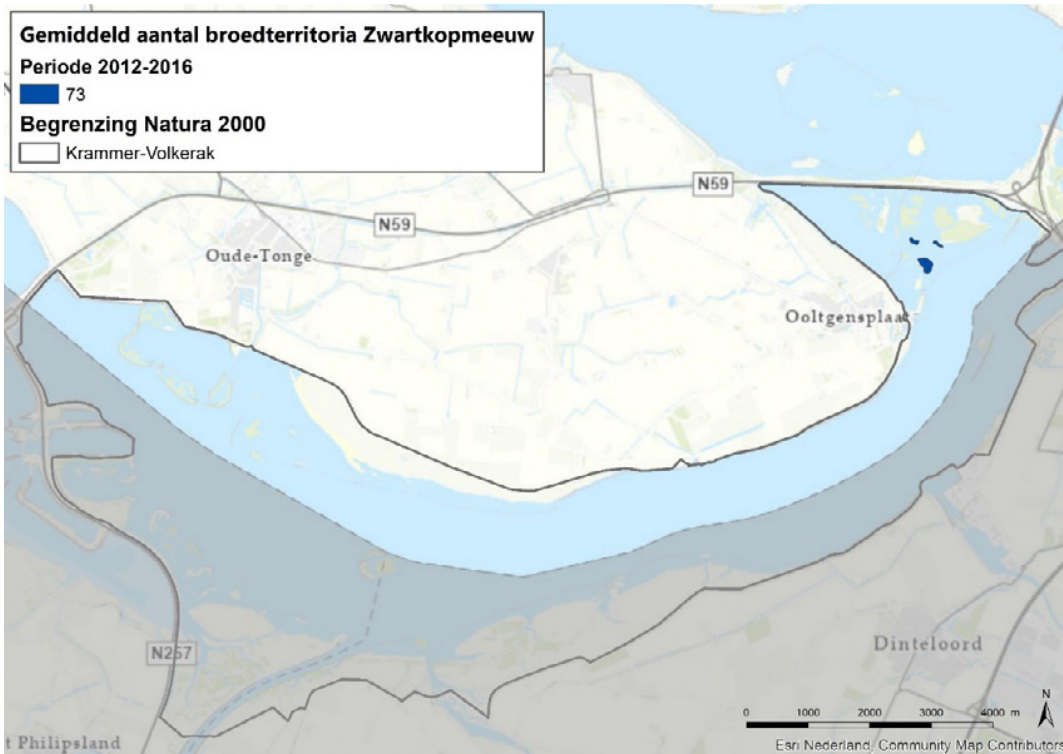 Gemiddeld aantal broedterritoria Zwartkopmeeuw
Periode 2012-2016
73
Begrenzing Natura 2000
Krammer-Volkerak
N59
N59
Oude-Tonge
Ooltgensplaat
N257
Dinteloord
t Philipsland
N
0 1000 2000 3000 4000 m
Esri Nederland, Community Map Contributors